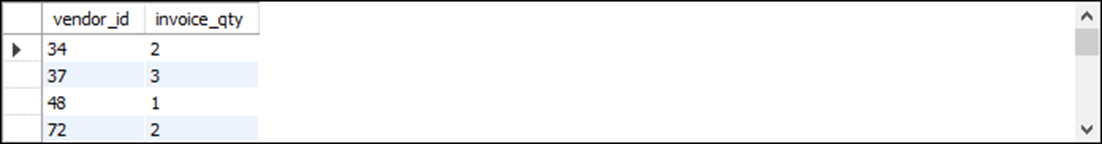 vendor_id invoice_qty
34 2
37 3
48 1
72 2